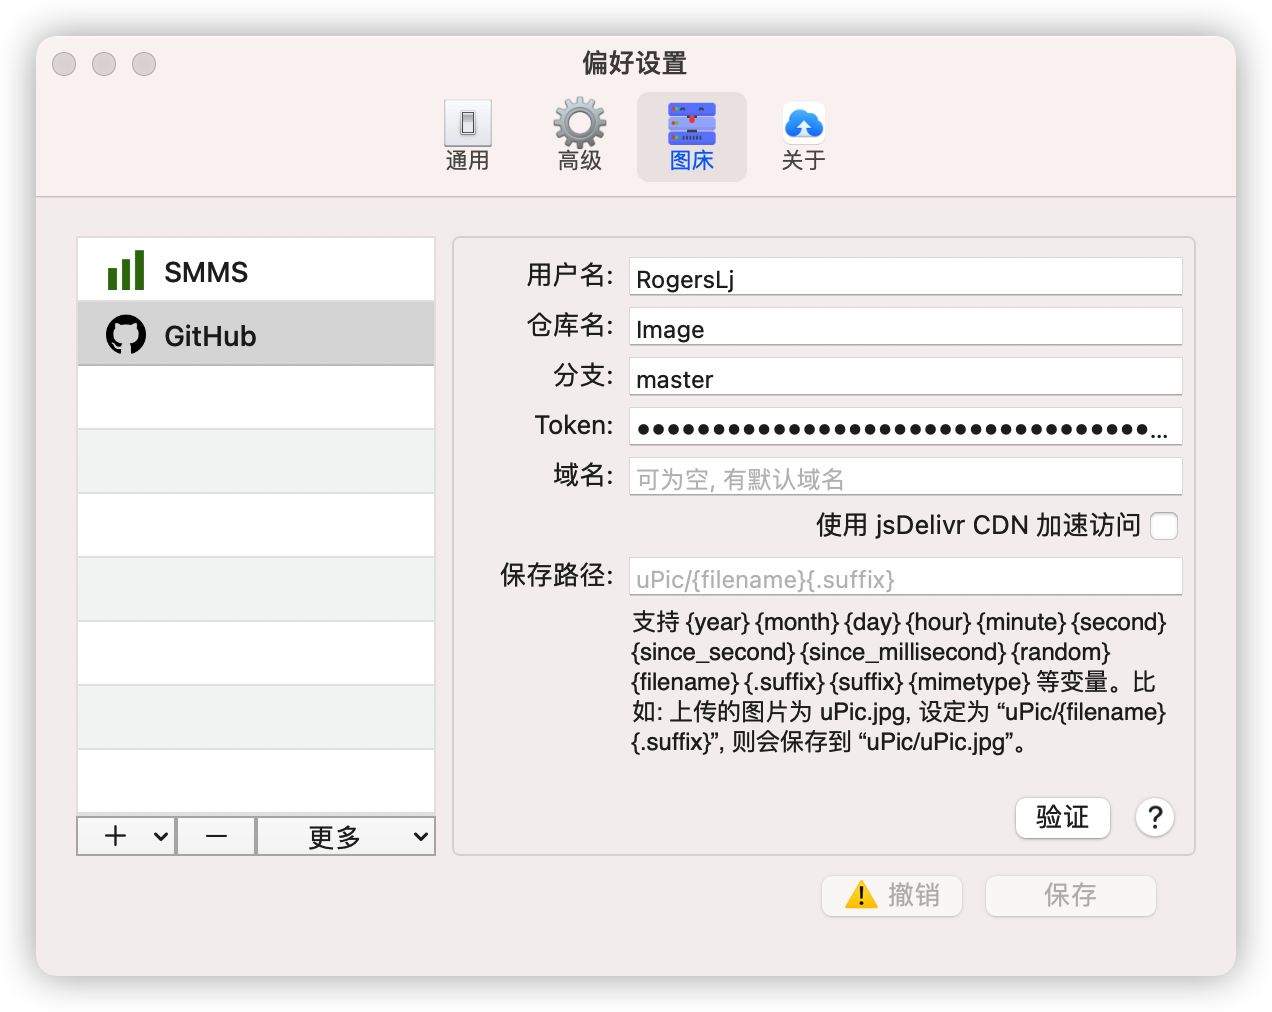 偏好设置
通用
高级
图床
关于
SMMS
GitHub
用户名: RogersLj
仓库名: Image
分支: master
Token: ●●●●●●●●●●●●●●●●●●●●●●●●●●●●●●●●●●...
域名: 可为空, 有默认域名
使用 jsDelivr CDN 加速访问
保存路径: uPic/{filename}{.suffix}
支持 {year} {month} {day} {hour} {minute} {second}
{since_second} {since_millisecond} {random}
{filename} {.suffix} {suffix} {mimetype} 等变量。比
如: 上传的图片为 uPic.jpg, 设定为 “uPic/{filename}
{.suffix}”, 则会保存到 “uPic/uPic.jpg”。
验证 ?
+ − 更多
撤销 保存